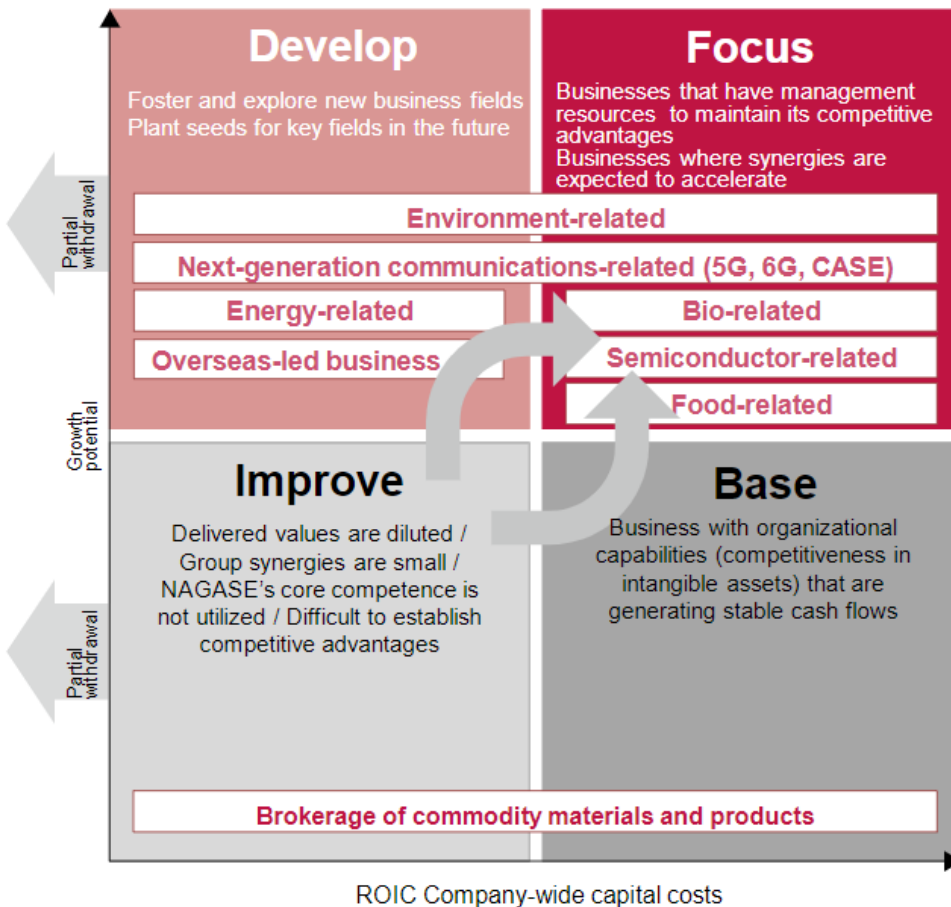 Develop
Foster and explore new business fields
Plant seeds for key fields in the future
Focus
Businesses that have management
resources to maintain its competitive
advantages
Businesses where synergies are
expected to accelerate
Partial
withdrawal
Environment-related
Next-generation communications-related (5G, 6G, CASE)
Energy-related
Bio-related
Overseas-led business
Semiconductor-related
Food-related
Growth
potential
Improve
Delivered values are diluted /
Group synergies are small /
NAGASE's core competence is
not utilized / Difficult to establish
competitive advantages
Base
Business with organizational
capabilities (competitiveness in
intangible assets) that are
generating stable cash flows
Partial
withdrawal
Brokerage of commodity materials and products
ROIC Company-wide capital costs